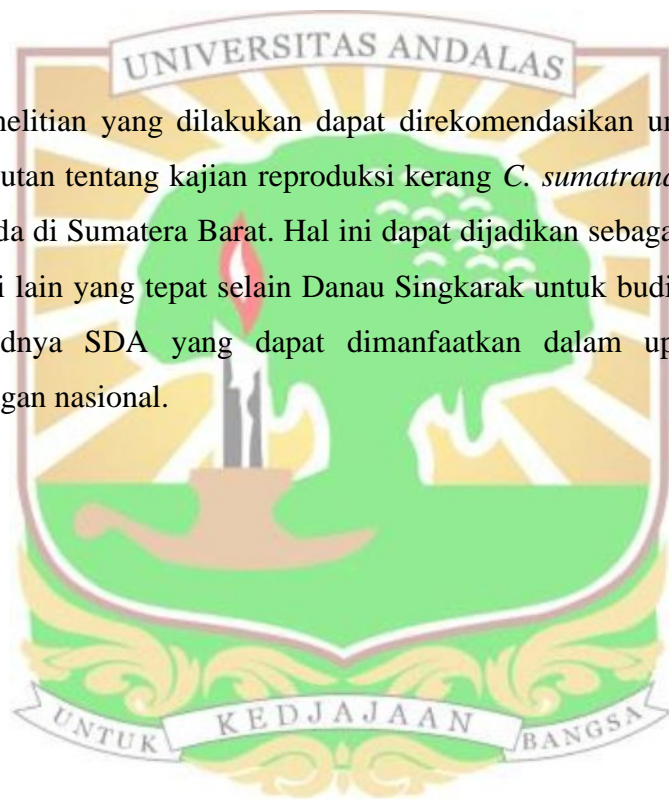 UNIVERSITAS ANDALAS
nelitian yang dilakukan dapat direkomendasikan un
utan tentang kajian reproduksi kerang C. sumatrana
da di Sumatera Barat. Hal ini dapat dijadikan sebaga
i lain yang tepat selain Danau Singkarak untuk budi
dnya SDA yang dapat dimanfaatkan dalam up
gan nasional.
UNTUK KEDJAJAAN BANGSA